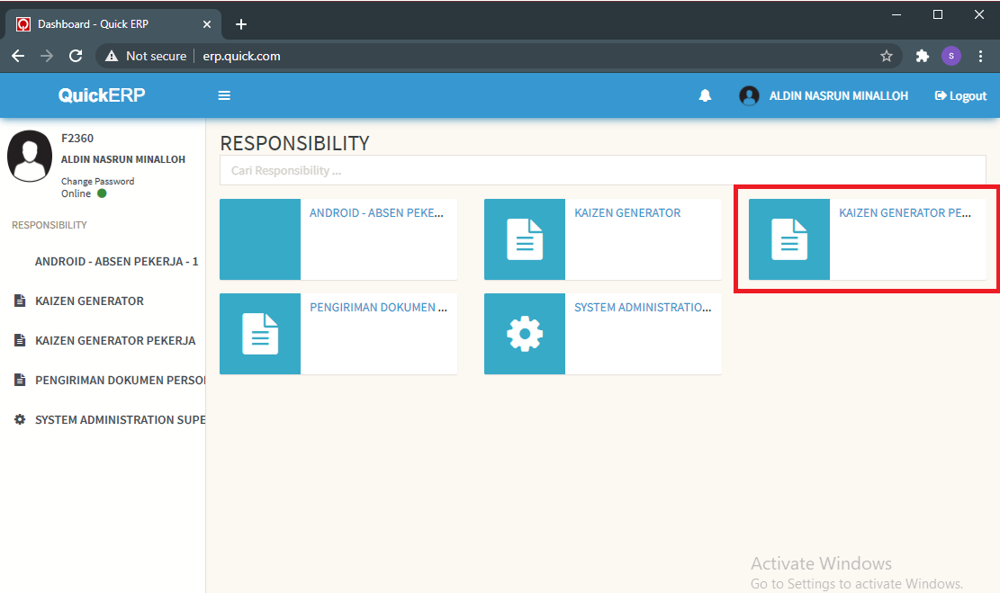 Dashboard - Quick ERP
Not secure
erp.quick.com
S
QuickERP
ALDIN NASRUN MINALLOH
Logout
F2360
ALDIN NASRUN MINALLOH
Change Password
Online
RESPONSIBILITY
ANDROID - ABSEN PEKERJA - 1
KAIZEN GENERATOR
KAIZEN GENERATOR PEKERJA
PENGIRIMAN DOKUMEN PERSO
SYSTEM ADMINISTRATION SUPE
RESPONSIBILITY
Cari Responsibility ...
ANDROID - ABSEN PEKE...
KAIZEN GENERATOR
KAIZEN GENERATOR PE...
PENGIRIMAN DOKUMEN ...
SYSTEM ADMINISTRATIO...
Activate Windows
Go to Settings to activate Windows.